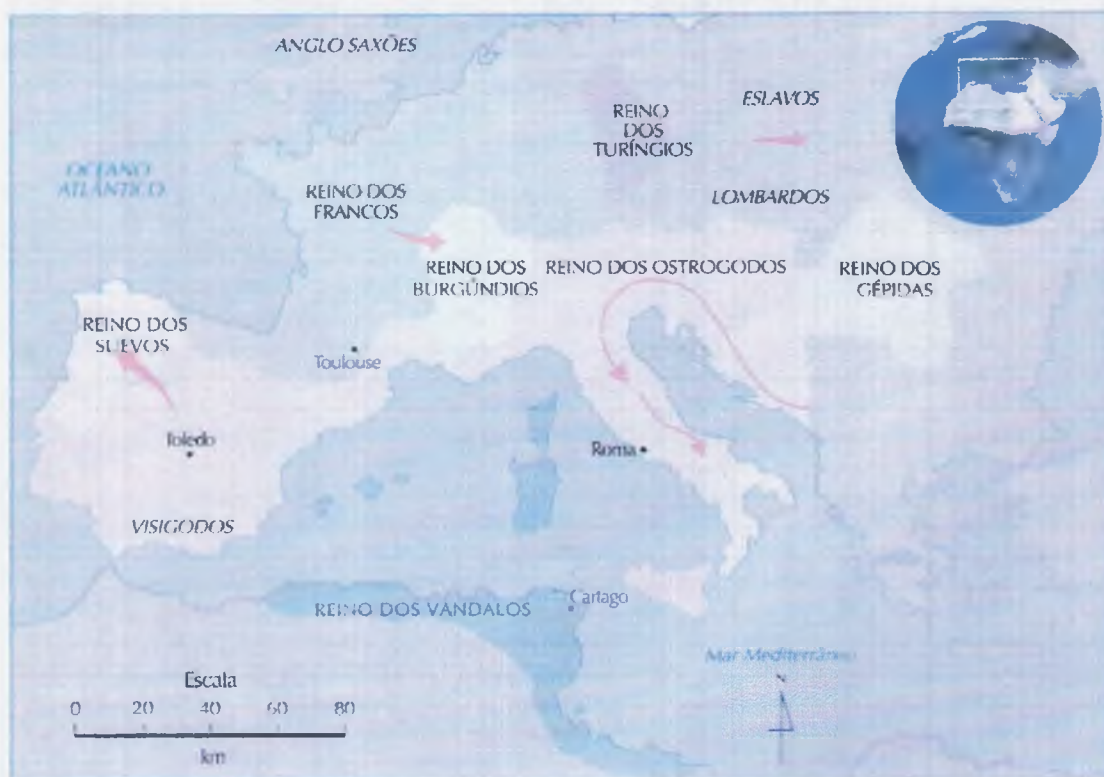 ANGLO SAXÕES
REINO
DOS
TURÍNGIOS
ESLAVOS
OCEANO
ATLÂNTICO
REINO DOS
FRANCOS
LOMBARDOS
REINO DOS
BURGÚNDIOS
REINO DOS OSTROGODOS
REINO DOS
GÉPIDAS
REINO DOS
SUEVOS
Toulouse
Toledo
Roma
VISIGODOS
REINO DOS VÂNDALOS
Cartago
Mar Mediterrâneo
N
Escala
0 20 40 60 80
km